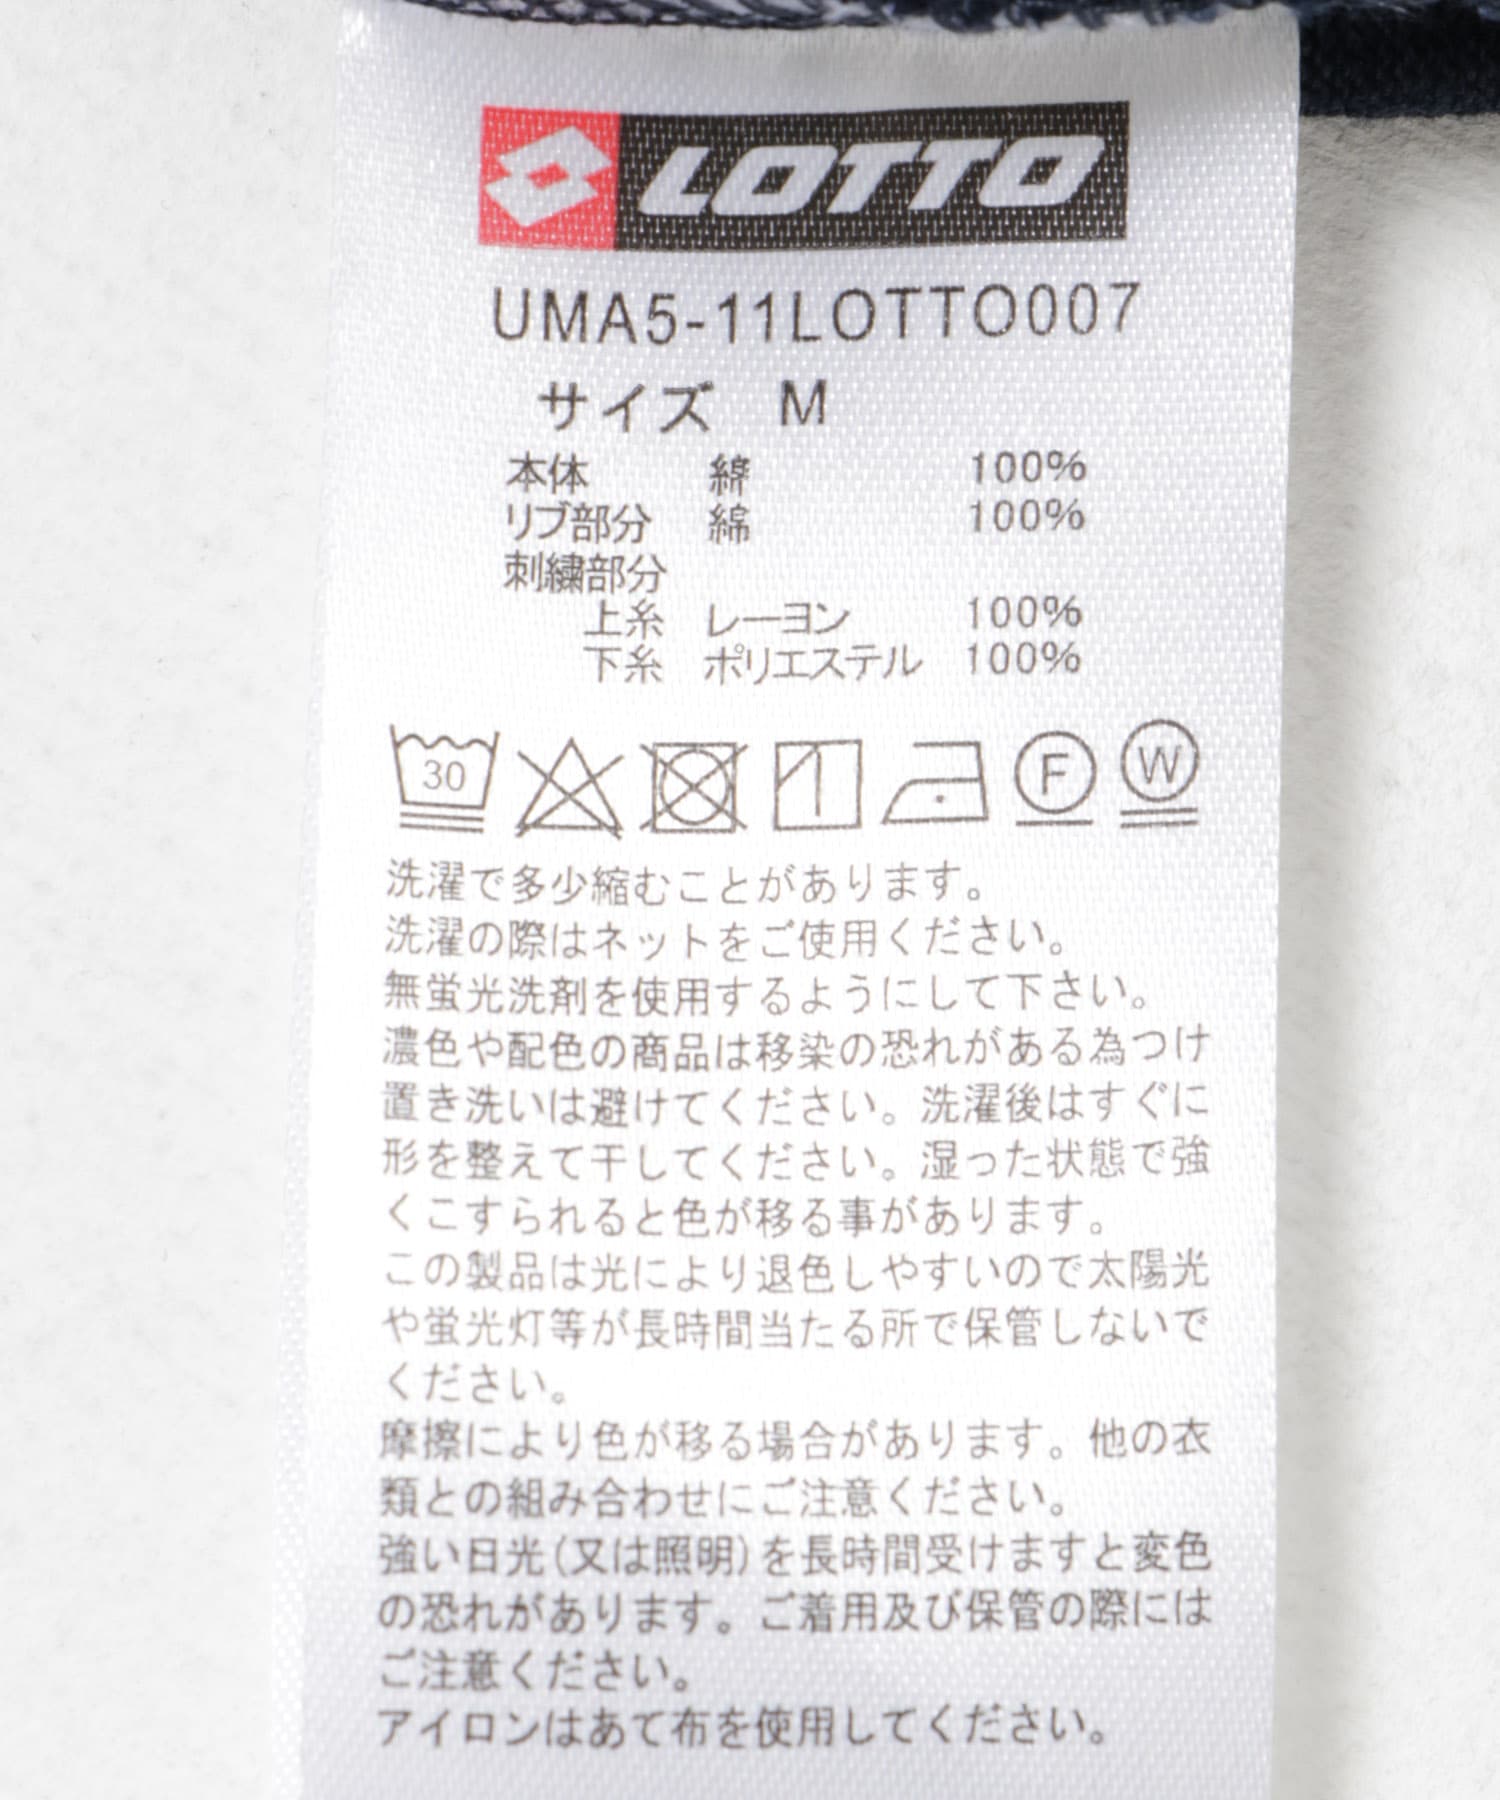 LOTTO
UMA5-11LOTTO007
サイズ M
本体 綿 100%
リブ部分 綿 100%
刺繍部分
上糸 レーヨン 100%
下糸 ポリエステル 100%
30 F W
洗濯で多少縮むことがあります。
洗濯の際はネットをご使用ください。
無蛍光洗剤を使用するようにして下さい。
濃色や配色の商品は移染の恐れがある為つけ
置き洗いは避けてください。洗濯後はすぐに
形を整えて干してください。湿った状態で強
くこすられると色が移る事があります。
この製品は光により退色しやすいので太陽光
や蛍光灯等が長時間当たる所で保管しないで
ください。
摩擦により色が移る場合があります。他の衣
類との組み合わせにご注意ください。
強い日光(又は照明)を長時間受けますと変色
の恐れがあります。ご着用及び保管の際には
ご注意ください。
アイロンはあて布を使用してください。